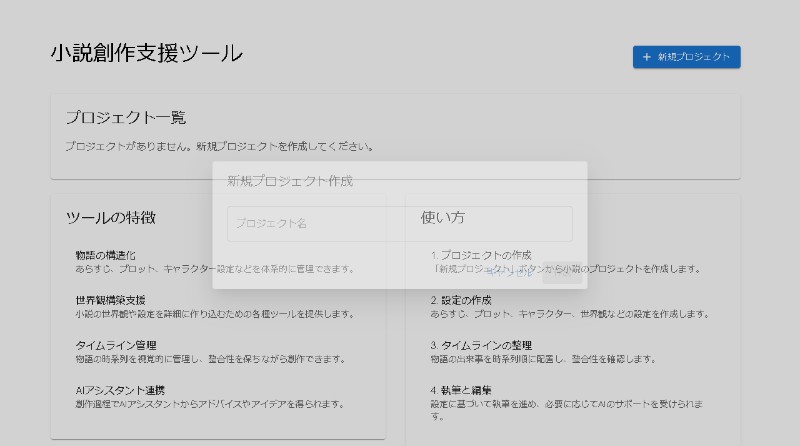 小説創作支援ツール
+ 新規プロジェクト
プロジェクト一覧
プロジェクトがありません。新規プロジェクトを作成してください。
新規プロジェクト作成
プロジェクト名
キャンセル
ツールの特徴
物語の構造化
あらすじ、プロット、キャラクター設定などを体系的に管理できます。
世界観構築支援
小説の世界観や設定を詳細に作り込むための各種ツールを提供します。
タイムライン管理
物語の時系列を視覚的に管理し、整合性を保ちながら創作できます。
AIアシスタント連携
創作過程でAIアシスタントからアドバイスやアイデアを得られます。
使い方
1. プロジェクトの作成
「新規プロジェクト」ボタンから小説のプロジェクトを作成します。
2. 設定の作成
あらすじ、プロット、キャラクター、世界観などの設定を作成します。
3. タイムラインの整理
物語の出来事を時系列順に配置し、整合性を確認します。
4. 執筆と編集
設定に基づいて執筆を進め、必要に応じてAIのサポートを受けられま
す。